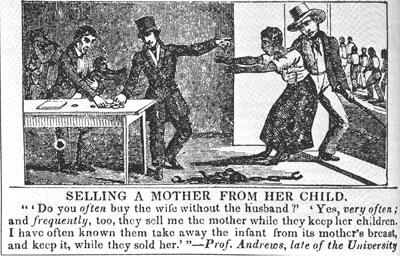 SELLING A MOTHER FROM HER CHILD.
"'Do you often buy the wife without the husband?' 'Yes, very often;
and frequently, too, they sell me the mother while they keep her children.
I have often known them take away the infant from its mother's breast,
and keep it, while they sold her.'"—Prof. Andrews, late of the University